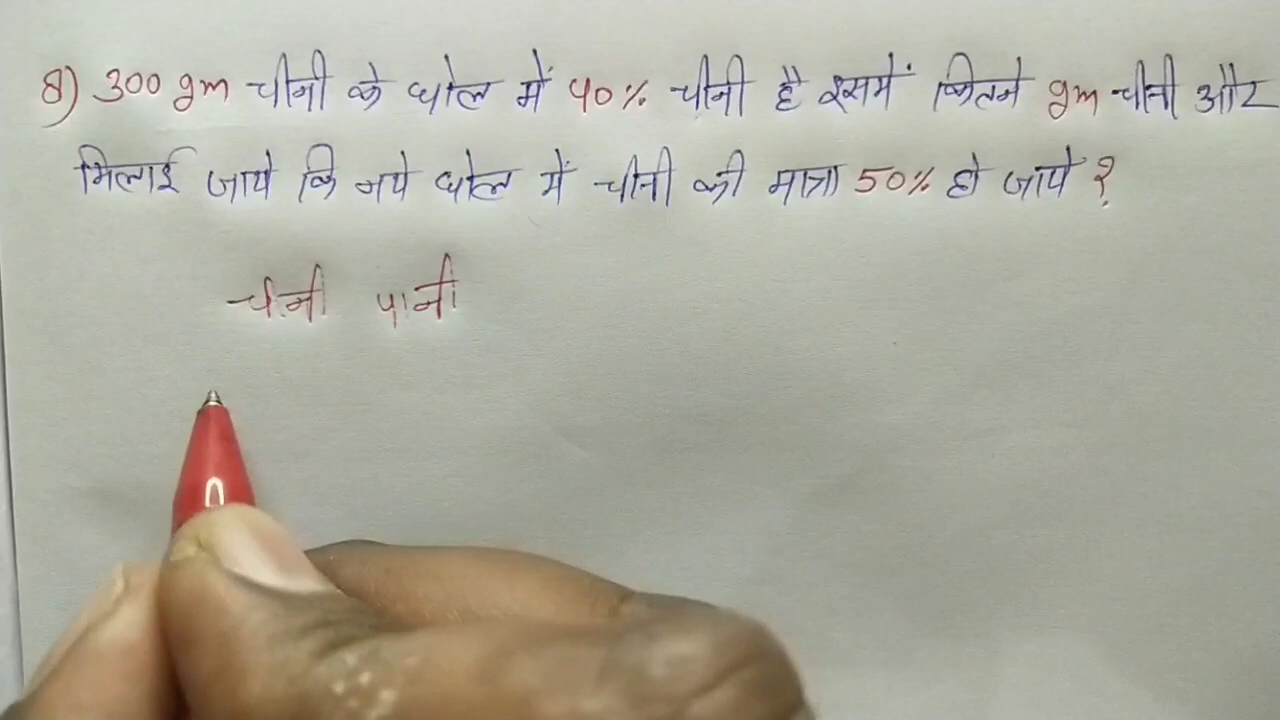 8) 300 gm चीनी के घोल में 40% चीनी है इसमें कितने gm चीनी और
मिलाई जाये कि नये घोल में चीनी की मात्रा 50% हो जाये ?
चीनी पानी